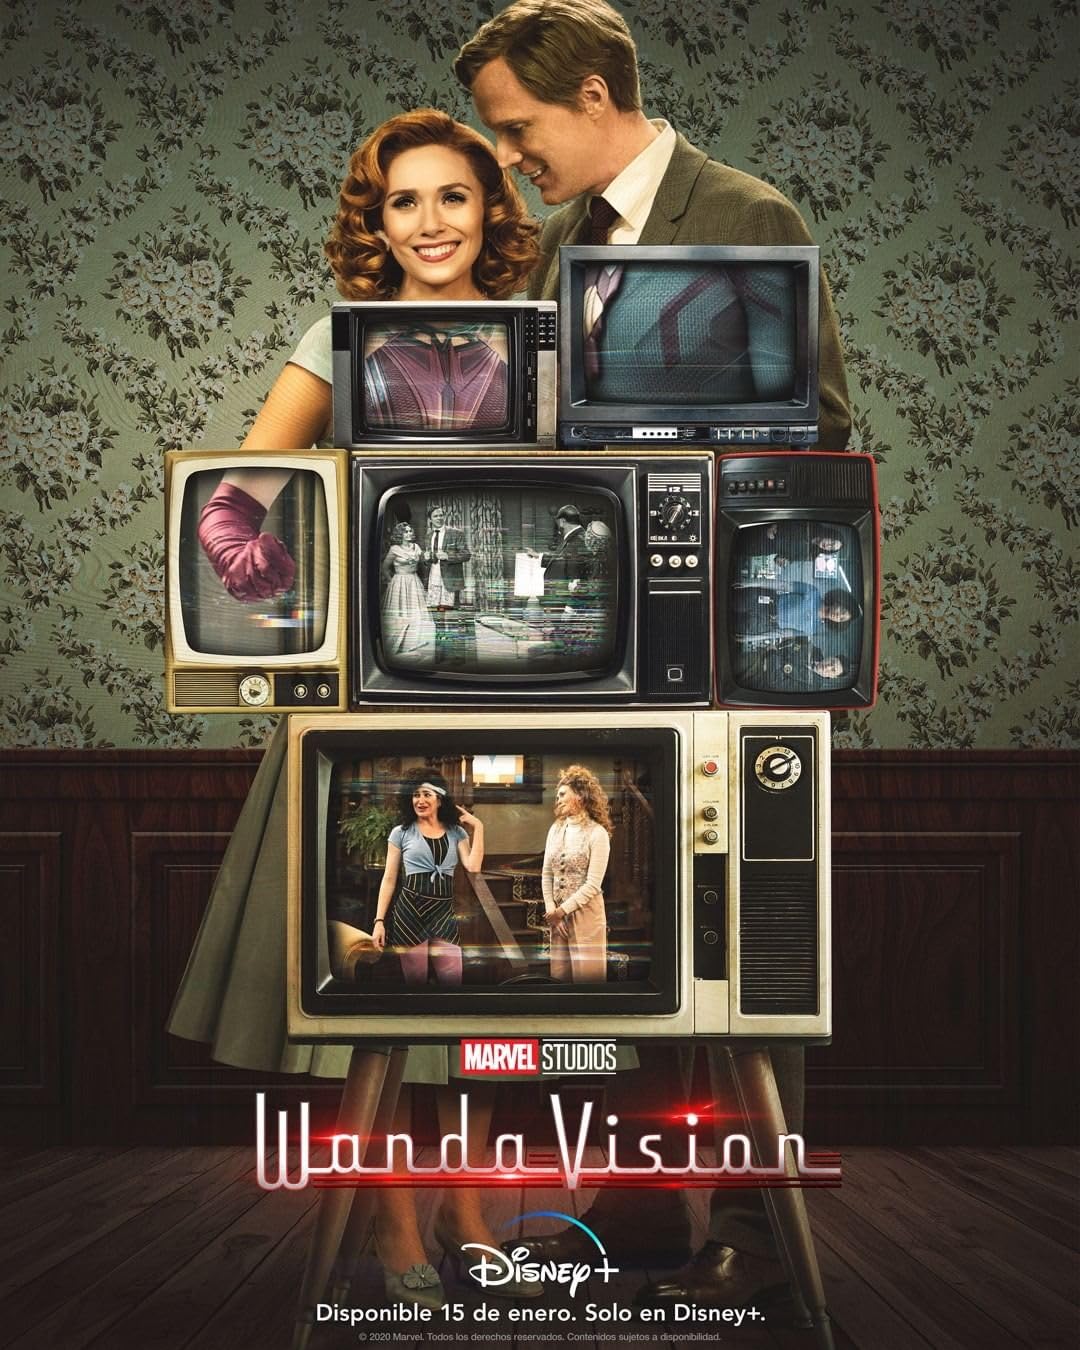 MARVEL STUDIOS
WandaVision
Disney+
Disponible 15 de enero. Solo en Disney+.
© 2020 Marvel. Todos los derechos reservados. Contenidos sujetos a disponibilidad.